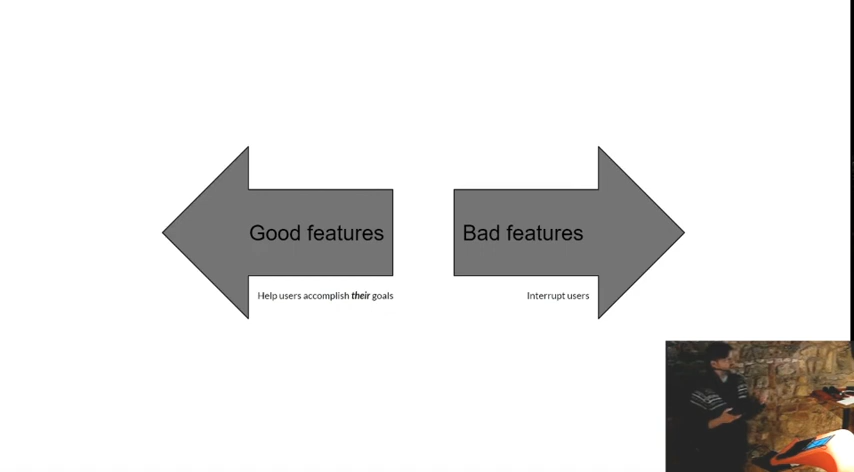 Good features
Bad features
Help users accomplish their goals
Interrupt users